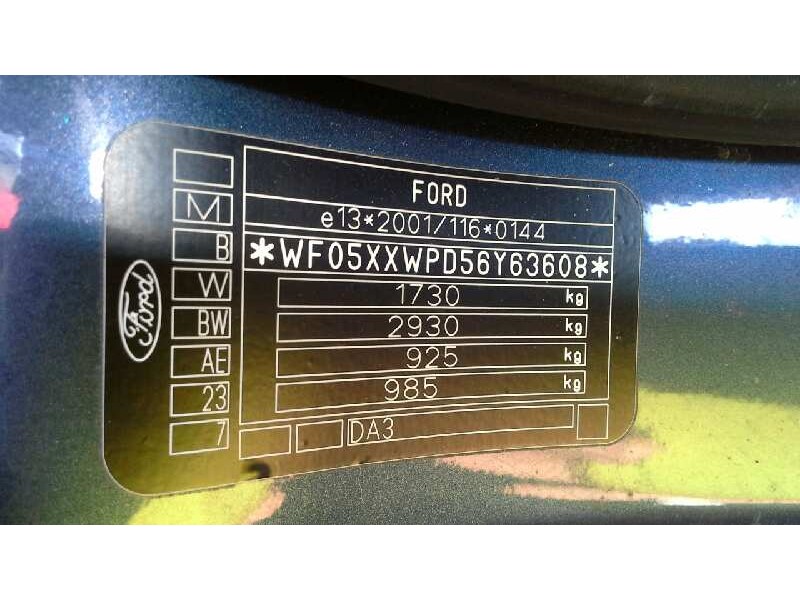 FORD
e13*2001/116*0144
*WF05XXWPD56Y63608*
1730 kg
2930 kg
925 kg
985 kg
DA3
M
B
W
BW
AE
23
7
Ford